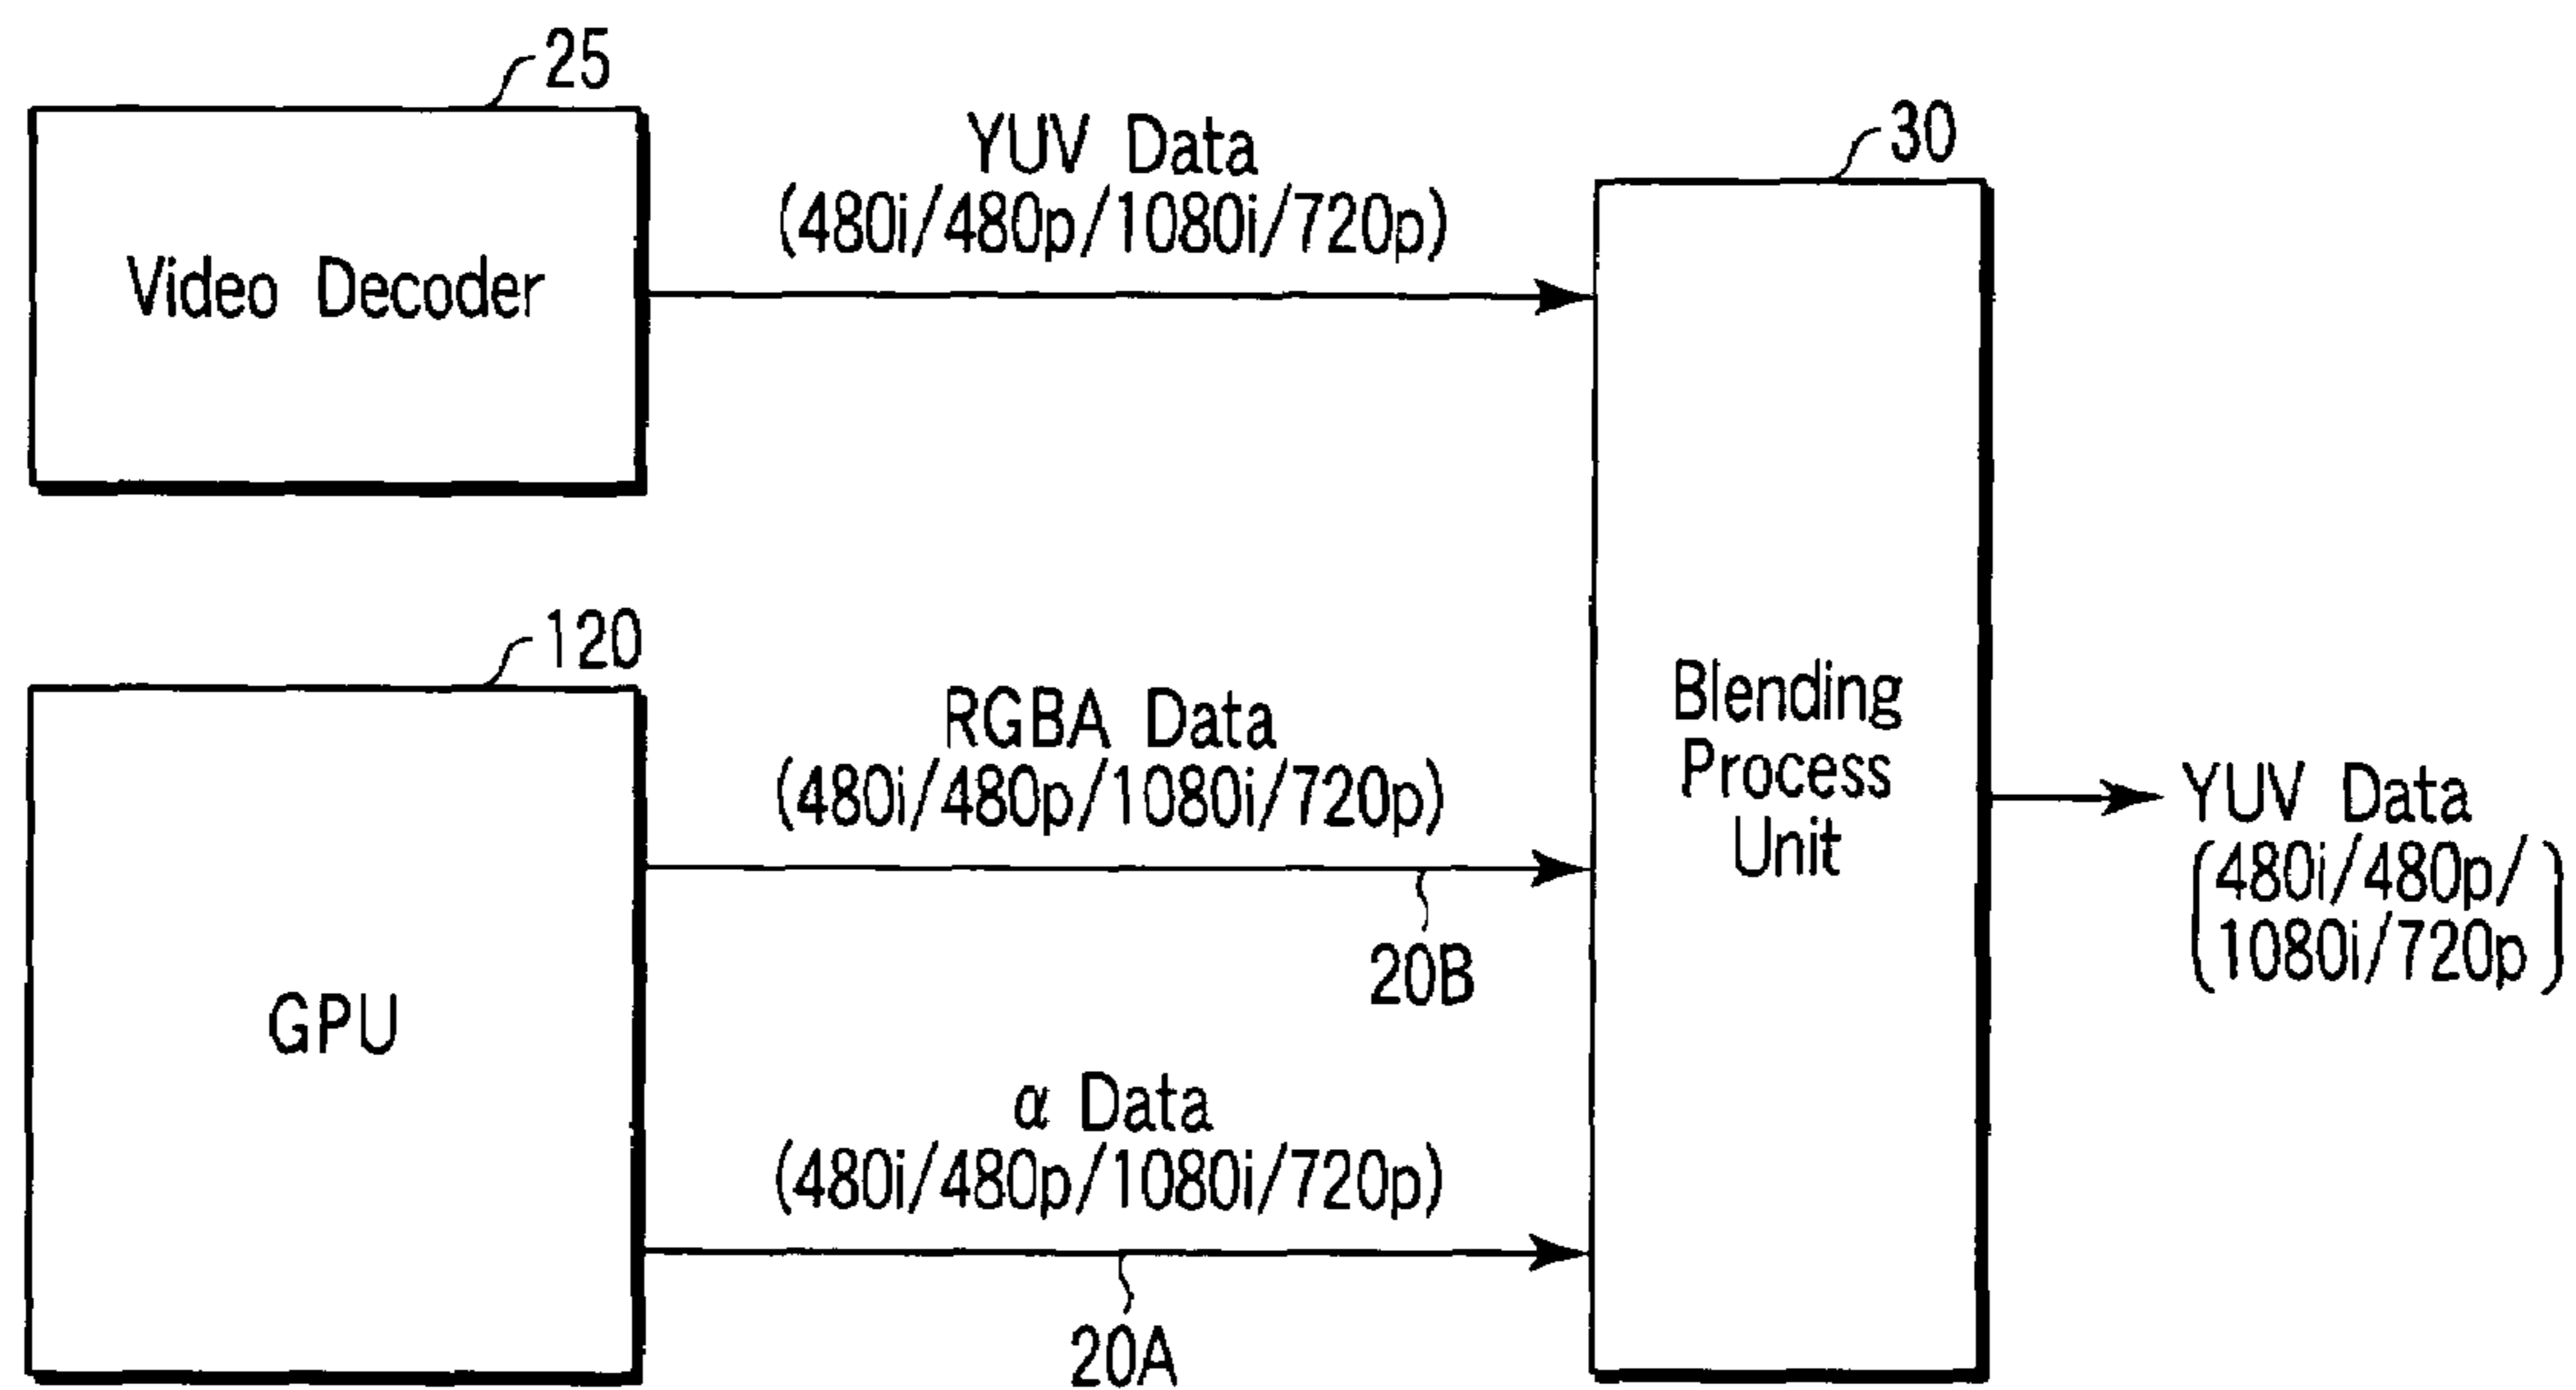 25
Video Decoder
YUV Data
(480i/480p/1080i/720p)
30
Blending
Process
Unit
120
GPU
RGBA Data
(480i/480p/1080i/720p)
20B
α Data
(480i/480p/1080i/720p)
20A
YUV Data
(480i/480p/
1080i/720p)